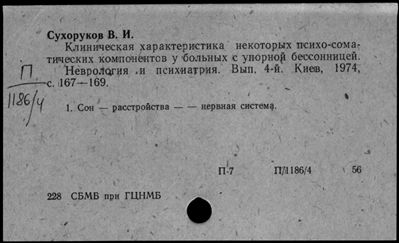 Сухоруков В. И.
Клиническая характеристика некоторых психо-сома-
тических компонентов у больных с упорной бессонницей.
Неврология и психиатрия. Вып. 4-й. Киев, 1974,
с. 167—169.
П
1186/4
1. Сон — расстройства — — нервная система.
П-7 П/1186/4 56
228 СБМБ при ГЦНМБ